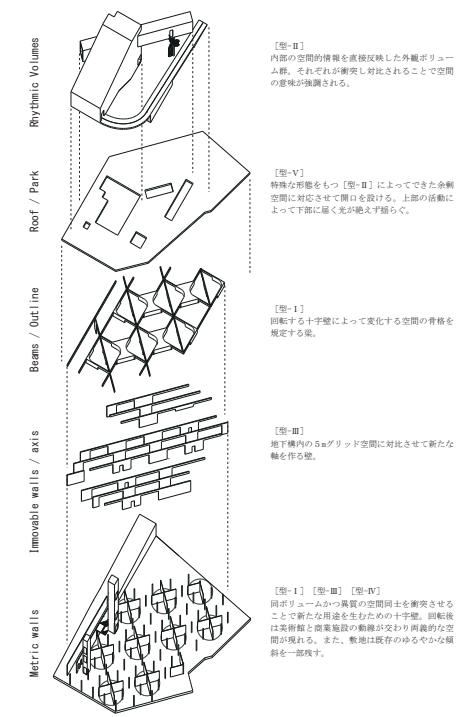 Rhythmic Volumes
［型-Ⅱ］
内部の空間的情報を直接反映した外観ボリュー
ム群。それぞれが衝突し対比されることで空間
の意味が強調される。
Roof / Park
［型-Ⅴ］
特殊な形態をもつ［型-Ⅱ］によってできた余剰
空間に対応させて開口を設ける。上部の活動に
よって下部に届く光が絶えず揺らぐ。
Beams / Outline
［型-Ⅰ］
回転する十字壁によって変化する空間の骨格を
規定する梁。
Immovable walls / axis
［型-Ⅲ］
地下構内の5mグリッド空間に対比させて新たな
軸を作る壁。
Metric walls
［型-Ⅰ］［型-Ⅲ］［型-Ⅳ］
同ボリュームかつ異質の空間同士を衝突させる
ことで新たな用途を生むための十字壁。回転後
は美術館と商業施設の動線が交わり両義的な空
間が現れる。また、敷地は既存のゆるやかな傾
斜を一部残す。